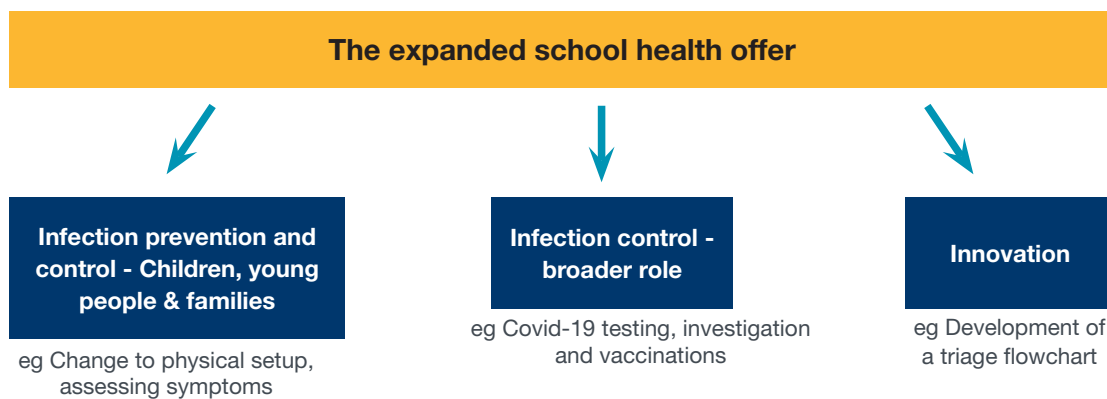 The expanded school health offer
Infection prevention and
control - Children, young
people & families
eg Change to physical setup,
assessing symptoms
Infection control -
broader role
eg Covid-19 testing, investigation
and vaccinations
Innovation
eg Development of
a triage flowchart